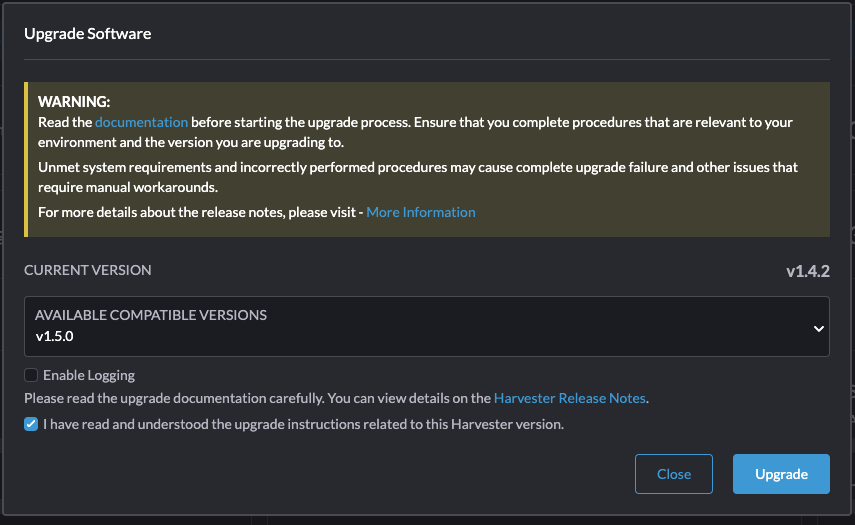 Upgrade Software
WARNING:
Read the documentation before starting the upgrade process. Ensure that you complete procedures that are relevant to your
environment and the version you are upgrading to.
Unmet system requirements and incorrectly performed procedures may cause complete upgrade failure and other issues that
require manual workarounds.
For more details about the release notes, please visit - More Information
CURRENT VERSION v1.4.2
AVAILABLE COMPATIBLE VERSIONS
v1.5.0
Enable Logging
Please read the upgrade documentation carefully. You can view details on the Harvester Release Notes.
I have read and understood the upgrade instructions related to this Harvester version.
Close Upgrade